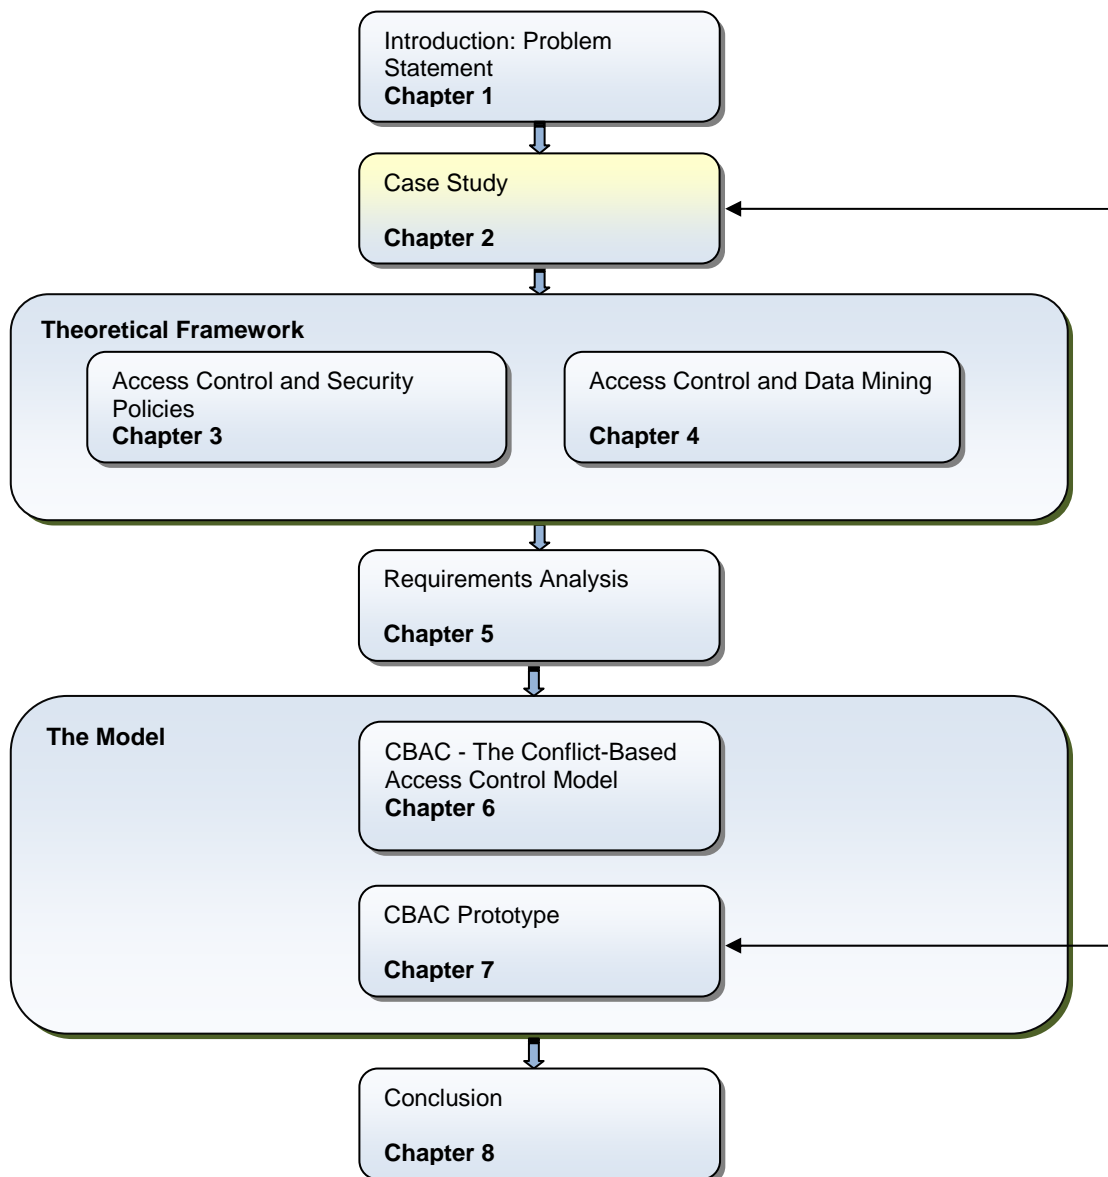 Introduction: Problem
Statement
Chapter 1
Case Study
Chapter 2
Theoretical Framework
Access Control and Security
Policies
Chapter 3
Access Control and Data Mining
Chapter 4
Requirements Analysis
Chapter 5
The Model
CBAC - The Conflict-Based
Access Control Model
Chapter 6
CBAC Prototype
Chapter 7
Conclusion
Chapter 8